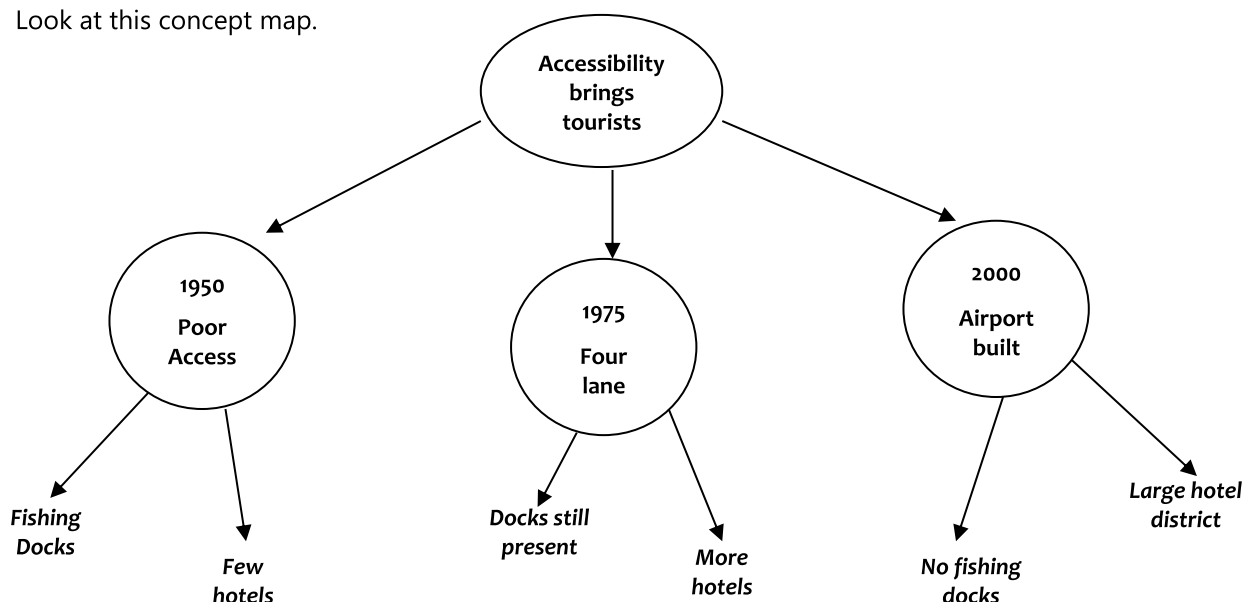 Look at this concept map.
Accessibility
brings
tourists
1950
Poor
Access
1975
Four
lane
2000
Airport
built
Fishing
Docks
Few
hotels
Docks still
present
More
hotels
No fishing
docks
Large hotel
district